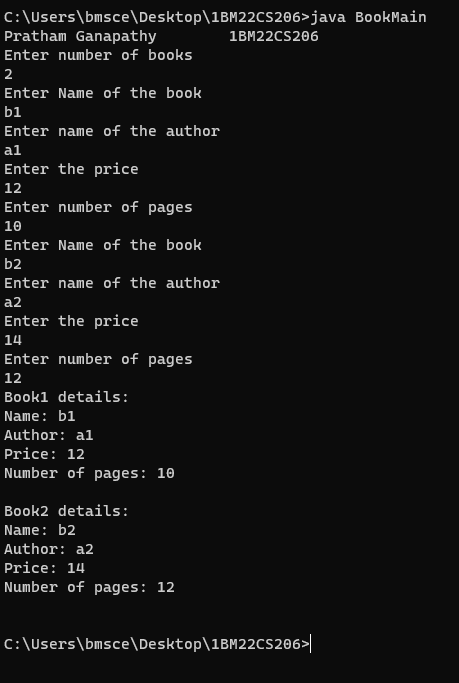 C:\Users\bmsce\Desktop\1BM22CS206>java BookMain
Pratham Ganapathy        1BM22CS206
Enter number of books
2
Enter Name of the book
b1
Enter name of the author
a1
Enter the price
12
Enter number of pages
10
Enter Name of the book
b2
Enter name of the author
a2
Enter the price
14
Enter number of pages
12
Book1 details:
Name: b1
Author: a1
Price: 12
Number of pages: 10

Book2 details:
Name: b2
Author: a2
Price: 14
Number of pages: 12

C:\Users\bmsce\Desktop\1BM22CS206>